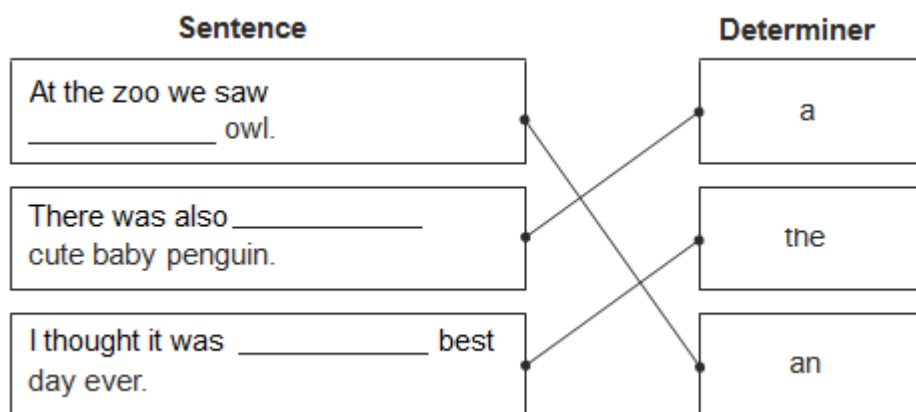 Sentence
Determiner
At the zoo we saw
____________ owl.
a
There was also____________
cute baby penguin.
the
I thought it was ____________ best
day ever.
an